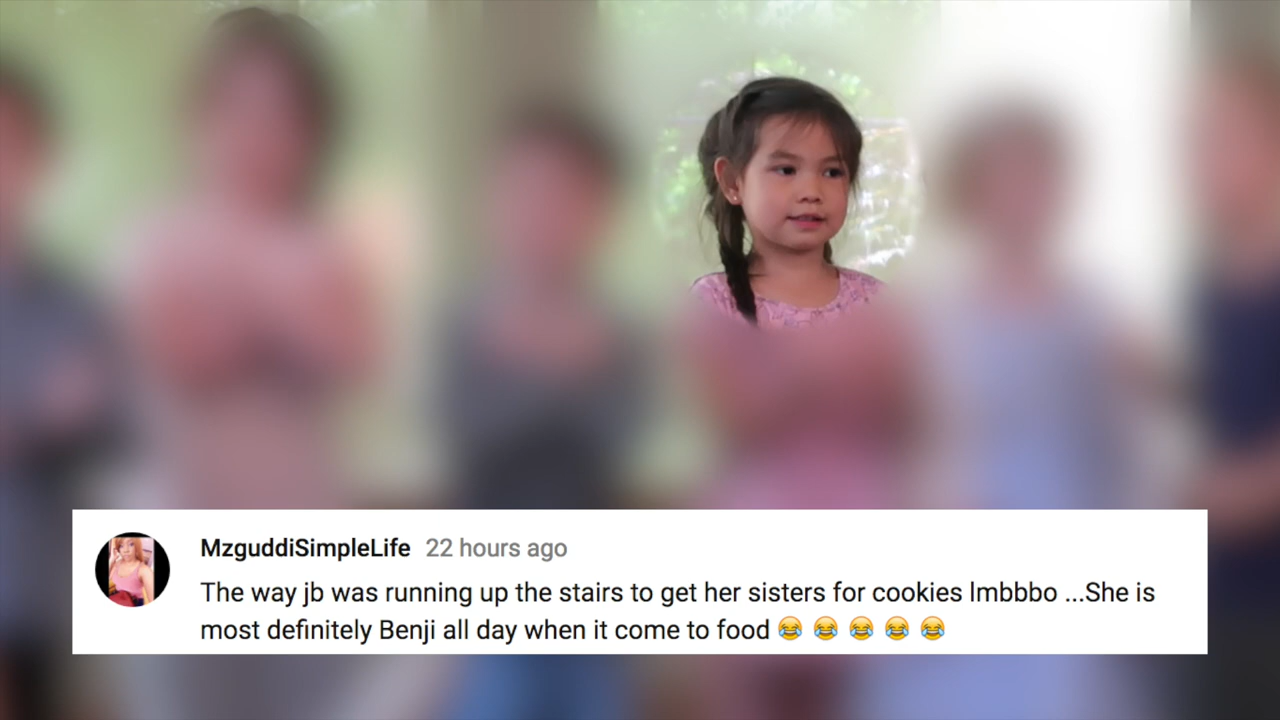 MzguddiSimpleLife 22 hours ago
The way jb was running up the stairs to get her sisters for cookies lmbbbo ...She is
most definitely Benji all day when it come to food 😂 😂 😂 😂 😂